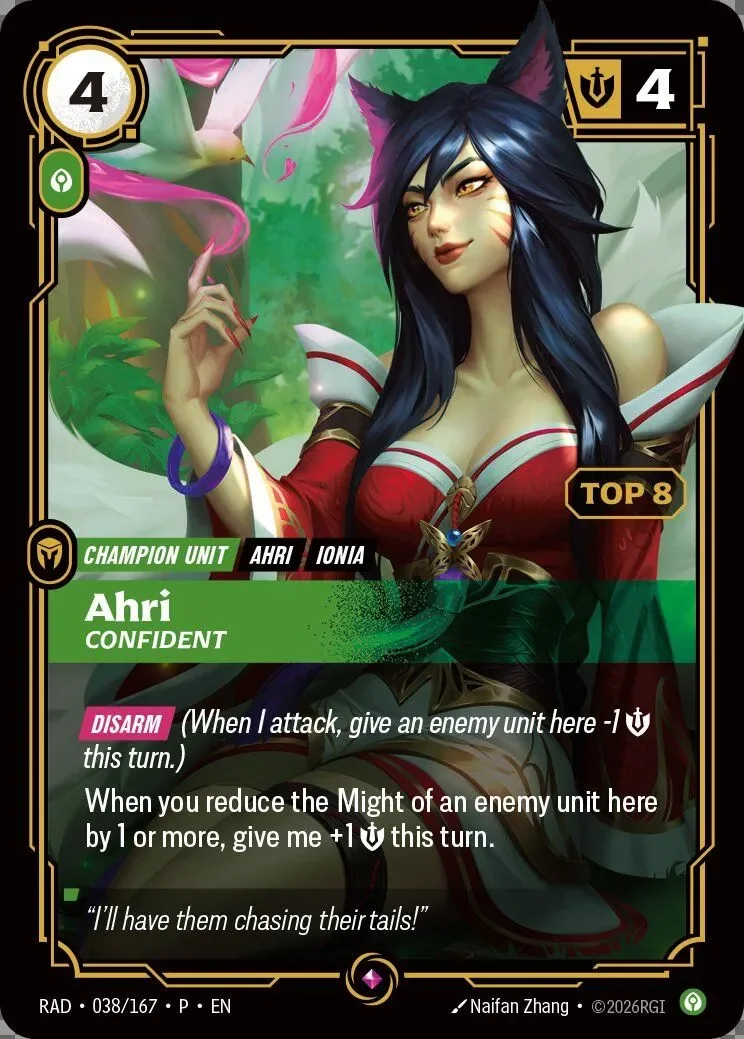 4
4
TOP 8
CHAMPION UNIT AHRI IONIA
Ahri
CONFIDENT
DISARM (When I attack, give an enemy unit here -1
this turn.)
When you reduce the Might of an enemy unit here
by 1 or more, give me +1 this turn.
“I’ll have them chasing their tails!”
RAD • 038/167 • P • EN Naifan Zhang • ©2026RGI